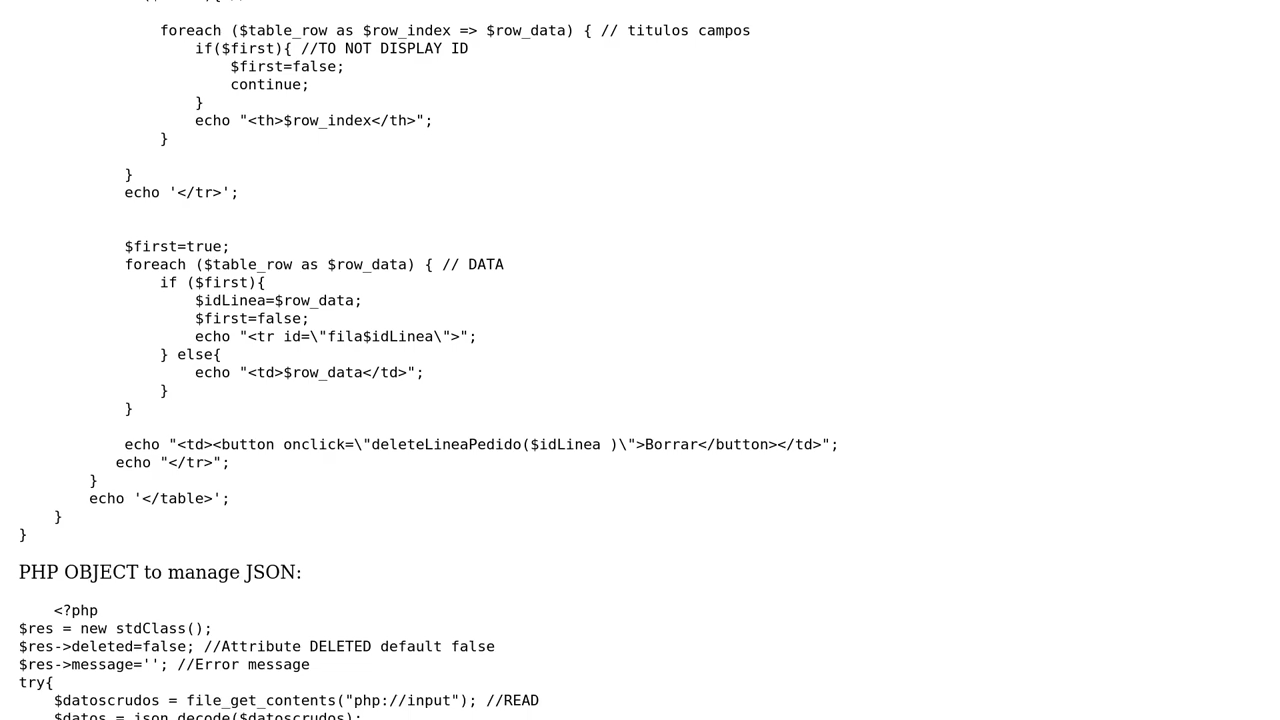 foreach ($table_row as $row_index => $row_data) { // titulos campos
if($first){ //TO NOT DISPLAY ID
$first=false;
continue;
}
echo "<th>$row_index</th>";
}
}
echo '</tr>';
$first=true;
foreach ($table_row as $row_data) { // DATA
if ($first){
$idLinea=$row_data;
$first=false;
echo "<tr id=\"fila$idLinea\">";
} else{
echo "<td>$row_data</td>";
}
}
echo "<td><button onclick=\"deleteLineaPedido($idLinea )\">Borrar</button></td>";
echo "</tr>";
}
echo '</table>';
}
}
PHP OBJECT to manage JSON:
<?php
$res = new stdClass();
$res->deleted=false; //Attribute DELETED default false
$res->message=''; //Error message
try{
$datoscrudos = file_get_contents("php://input"); //READ
$datos = json_decode($datoscrudos);